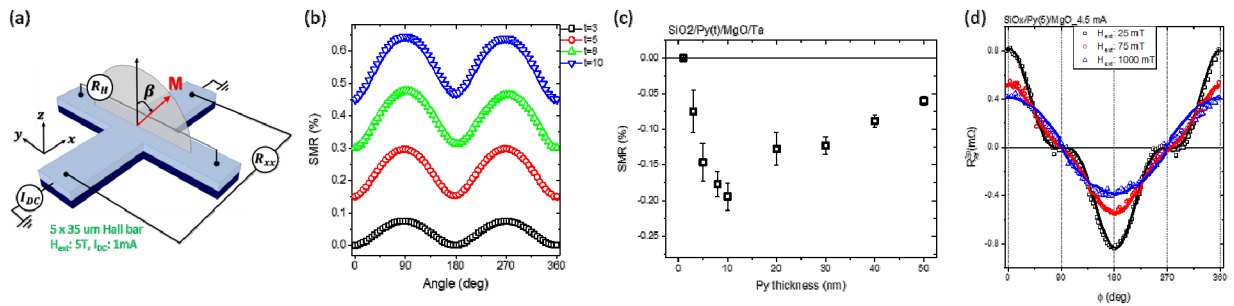 (a)
R_H
β
M
z
y
x
R_xx
I_DC
5 x 35 um Hall bar
H_ext: 5T, I_DC: 1mA
(b)
t=3
t=5
t=8
t=10
SMR (%)
0.6
0.5
0.4
0.3
0.2
0.1
0.0
0 90 180 270 360
Angle (deg)
(c)
SiO2/Py(t)/MgO/Ta
SMR (%)
0.00
-0.05
-0.10
-0.15
-0.20
-0.25
0 10 20 30 40 50
Py thickness (nm)
(d)
SiOx/Py(5)/MgO_4.5 mA
H_ext: 25 mT
H_ext: 75 mT
H_ext: 1000 mT
0.8
0.4
0.0
-0.4
-0.8
0 90 180 270 360
ϕ (deg)